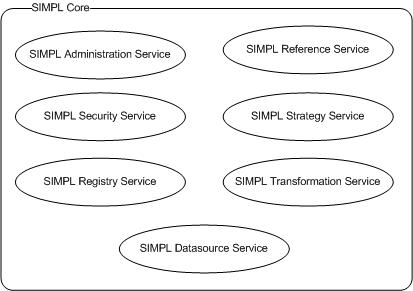 SIMPL Core
SIMPL Administration Service
SIMPL Reference Service
SIMPL Security Service
SIMPL Strategy Service
SIMPL Registry Service
SIMPL Transformation Service
SIMPL Datasource Service